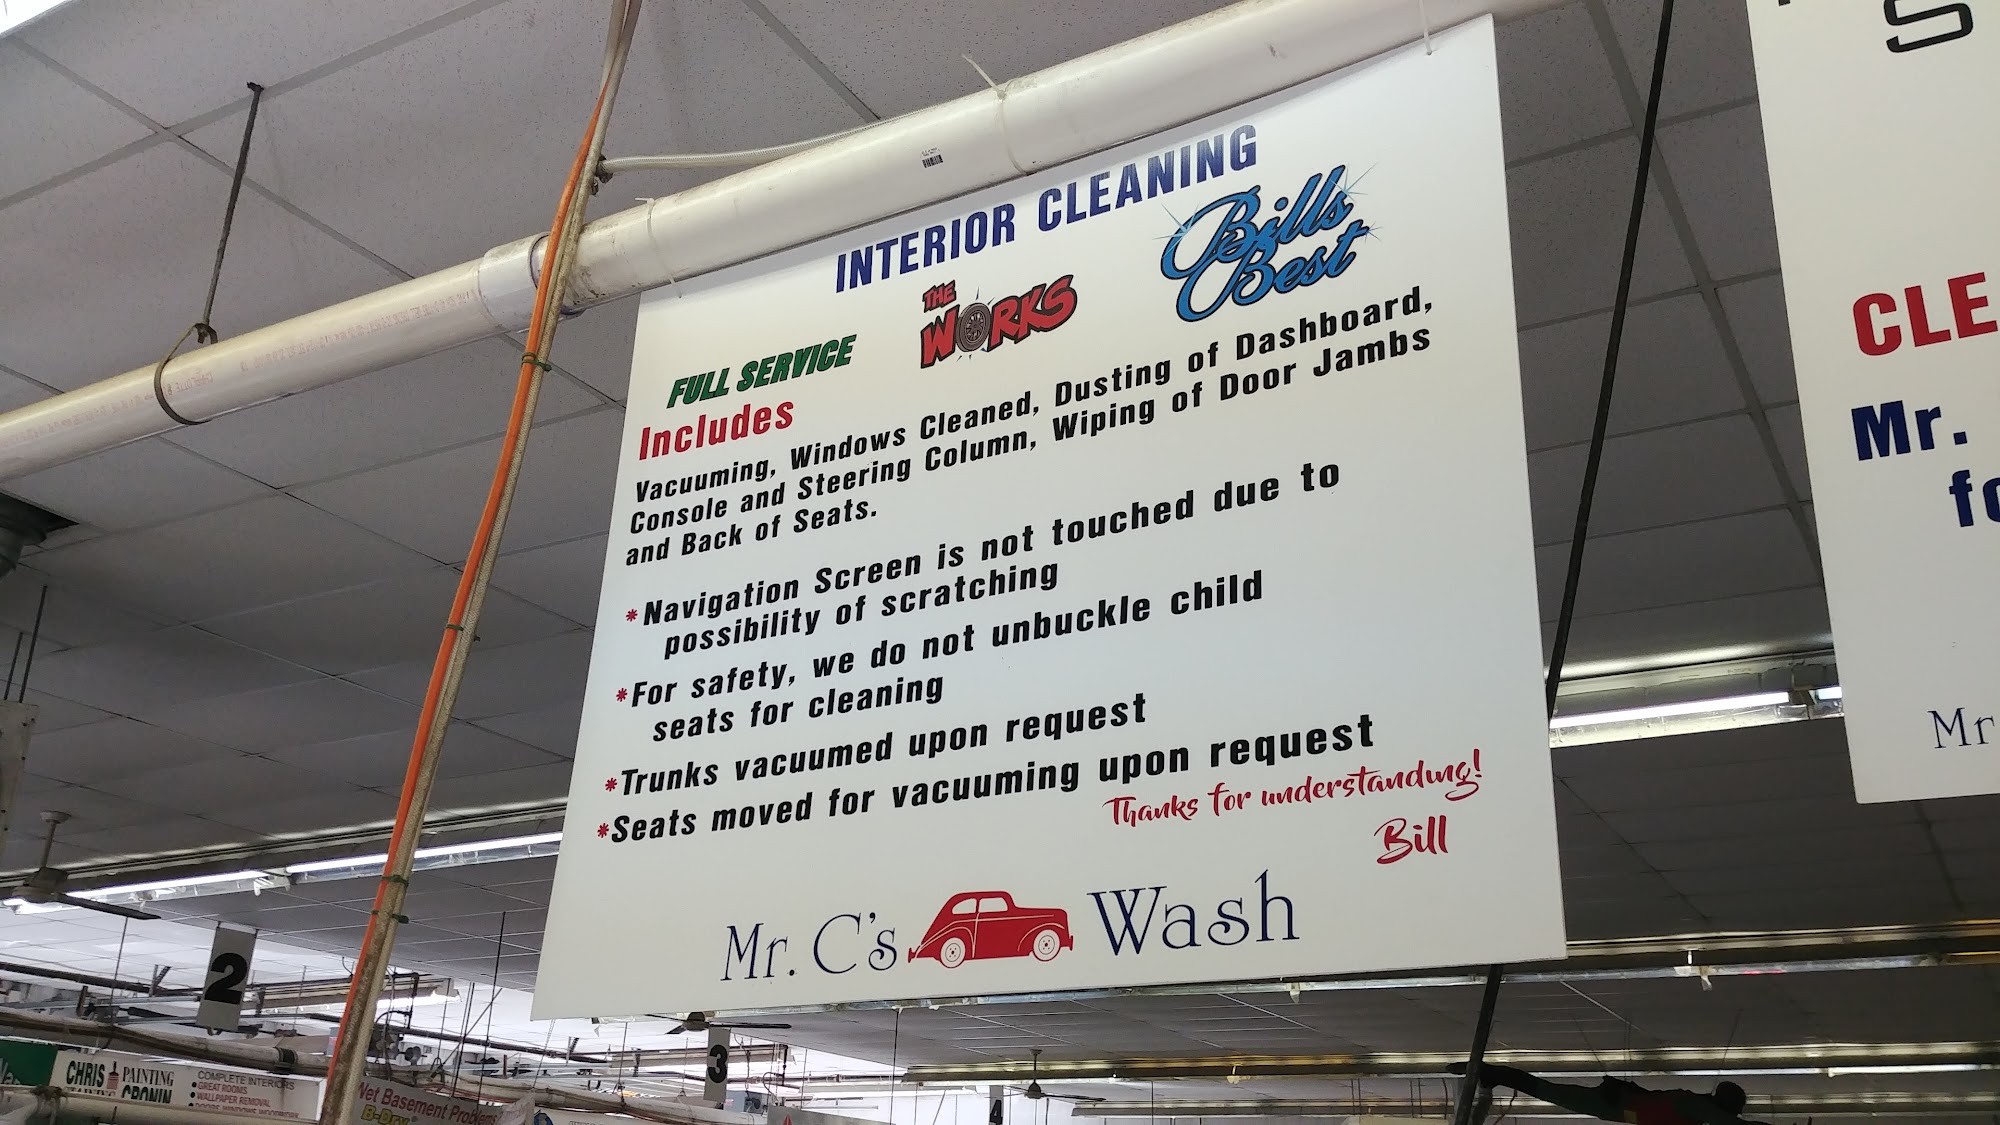 INTERIOR CLEANING
FULL SERVICE
THE WORKS
Bills Best
Includes
Vacuuming, Windows Cleaned, Dusting of Dashboard,
Console and Steering Column, Wiping of Door Jambs
and Back of Seats.
*Navigation Screen is not touched due to
possibility of scratching
*For safety, we do not unbuckle child
seats for cleaning
*Trunks vacuumed upon request
*Seats moved for vacuuming upon request
Thanks for understanding!
Bill
Mr. C's Wash
S
CLE
Mr.
fo
Mr
2
3
4
CHRIS PAINTING
CRONIN
COMPLETE INTERIORS
GREAT ROOMS
WALLPAPER REMOVAL
Wet Basement Problems
B-Dry